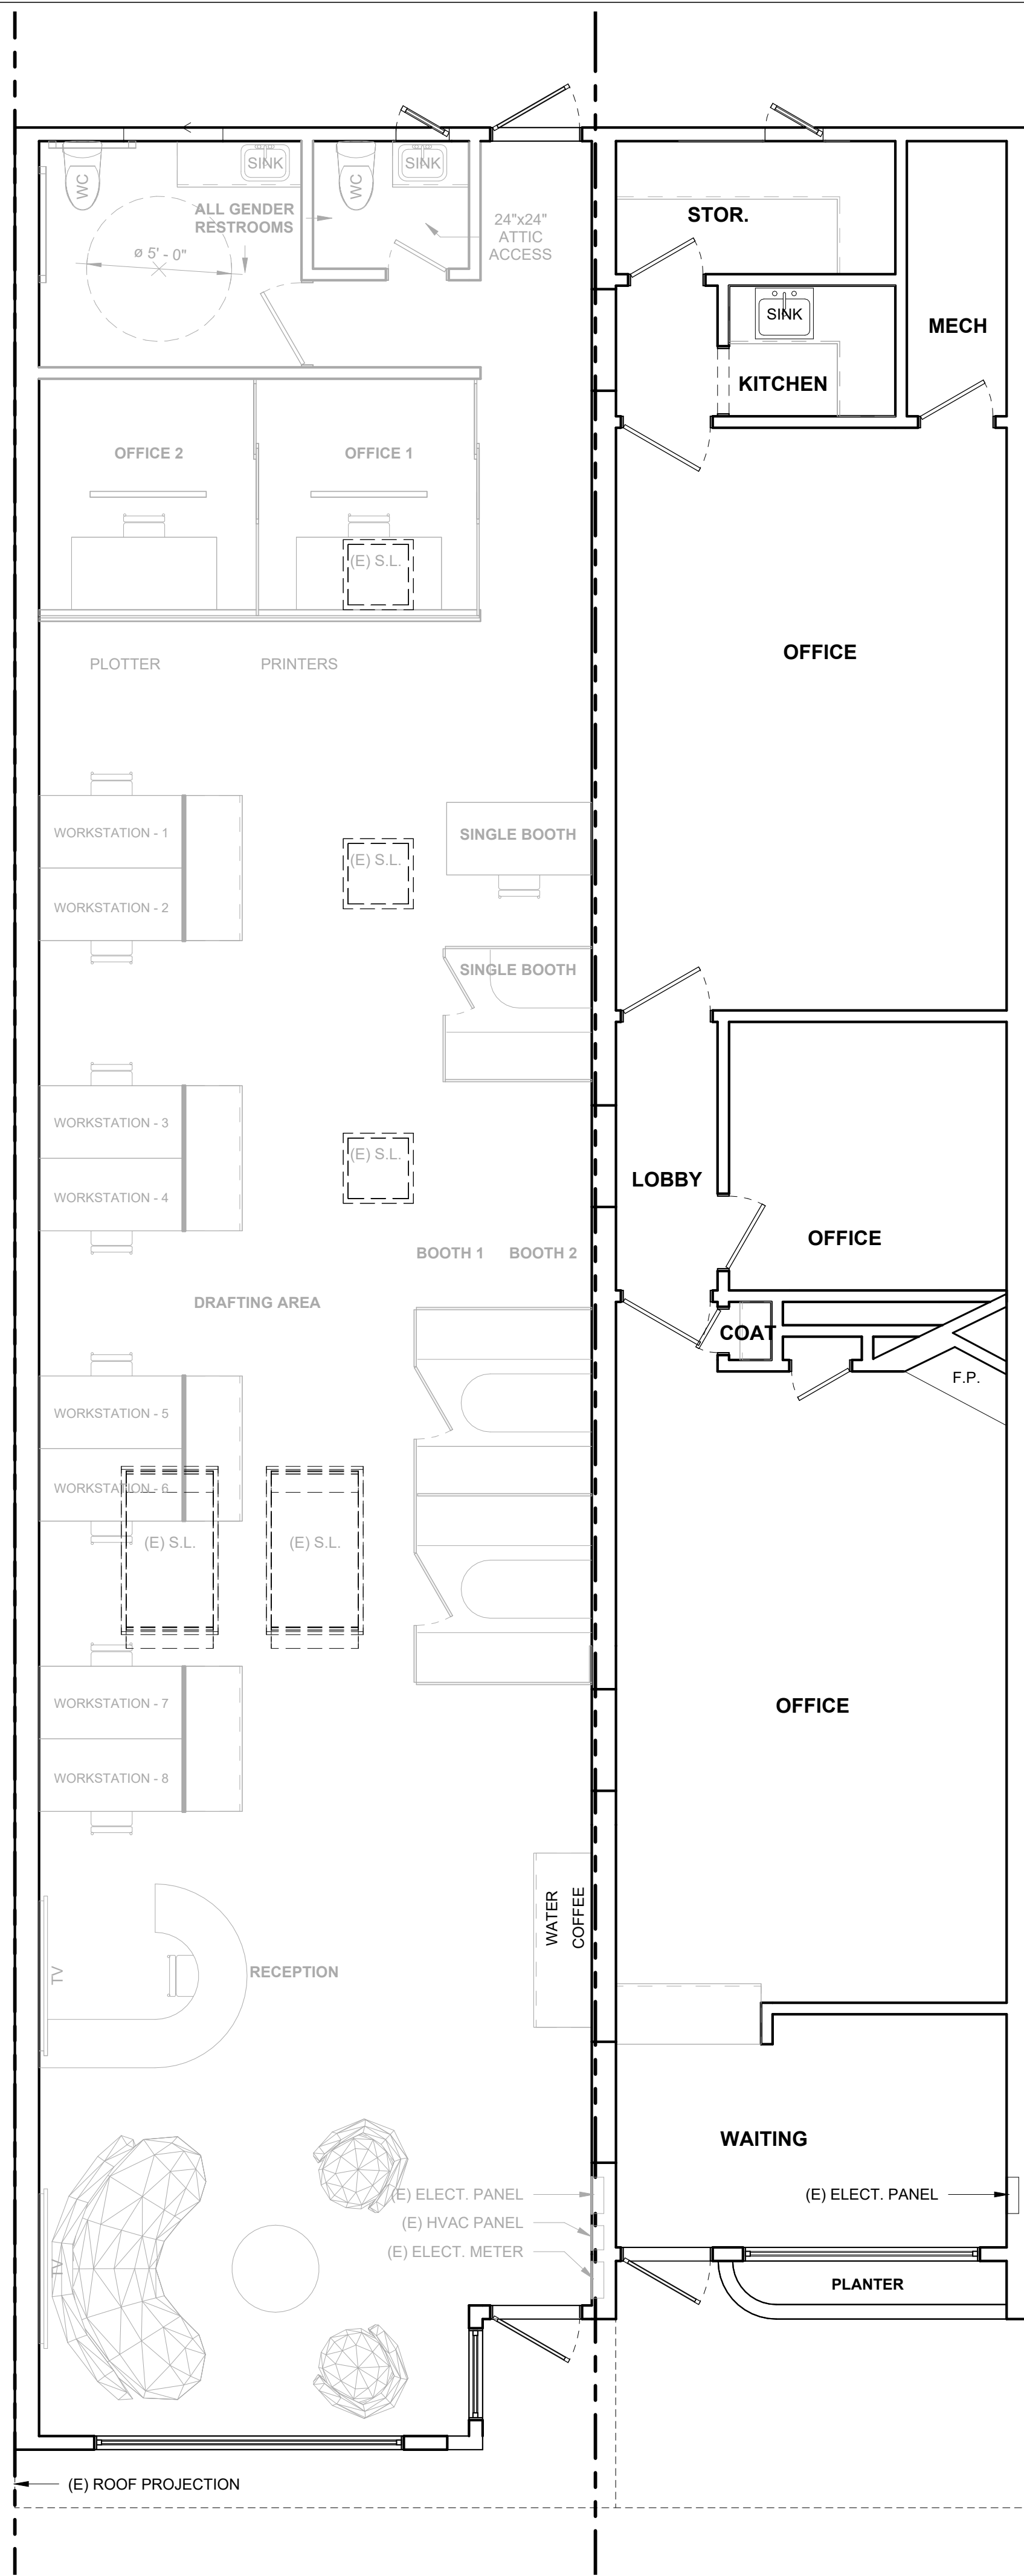 WC
SINK
WC
SINK
ALL GENDER
RESTROOMS
24"x24"
ATTIC
ACCESS
STOR.
ø 5' - 0"
SINK
MECH
KITCHEN
OFFICE 2
OFFICE 1
(E) S.L.
OFFICE
PLOTTER
PRINTERS
WORKSTATION - 1
SINGLE BOOTH
(E) S.L.
WORKSTATION - 2
SINGLE BOOTH
WORKSTATION - 3
(E) S.L.
LOBBY
WORKSTATION - 4
OFFICE
BOOTH 1
BOOTH 2
DRAFTING AREA
COAT
F.P.
WORKSTATION - 5
WORKSTATION - 6
(E) S.L.
(E) S.L.
WORKSTATION - 7
OFFICE
WORKSTATION - 8
WATER
COFFEE
TV
RECEPTION
WAITING
(E) ELECT. PANEL
(E) ELECT. PANEL
(E) HVAC PANEL
(E) ELECT. METER
TV
PLANTER
(E) ROOF PROJECTION